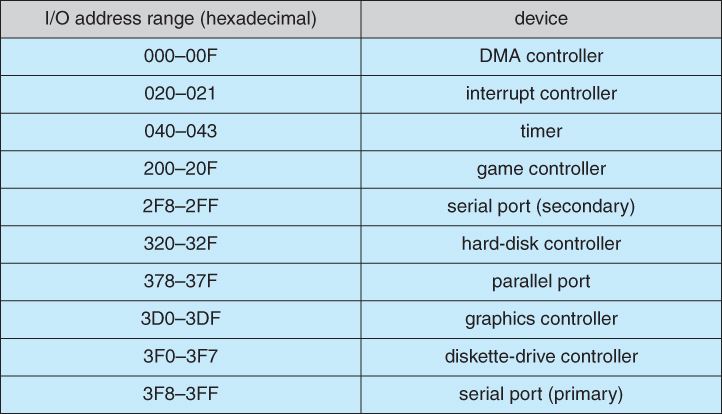 I/O address range (hexadecimal) device
000–00F DMA controller
020–021 interrupt controller
040–043 timer
200–20F game controller
2F8–2FF serial port (secondary)
320–32F hard-disk controller
378–37F parallel port
3D0–3DF graphics controller
3F0–3F7 diskette-drive controller
3F8–3FF serial port (primary)